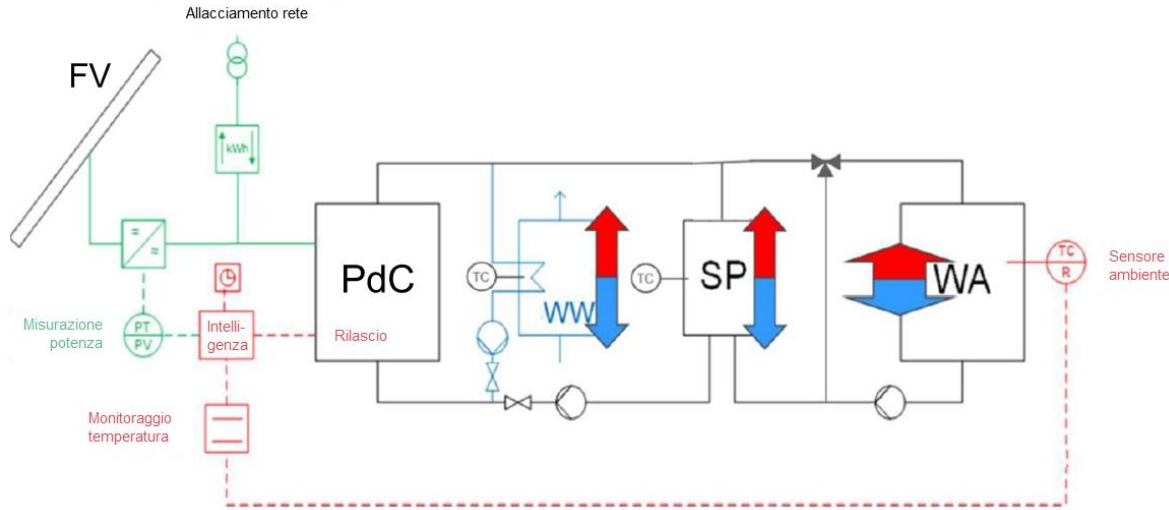 Allacciamento rete
FV
kWh
PdC
TC
WW
TC
SP
WA
TC
R
Sensore
ambiente
Misurazione
potenza
PT
PV
Intelli-
genza
Rilascio
Monitoraggio
temperatura